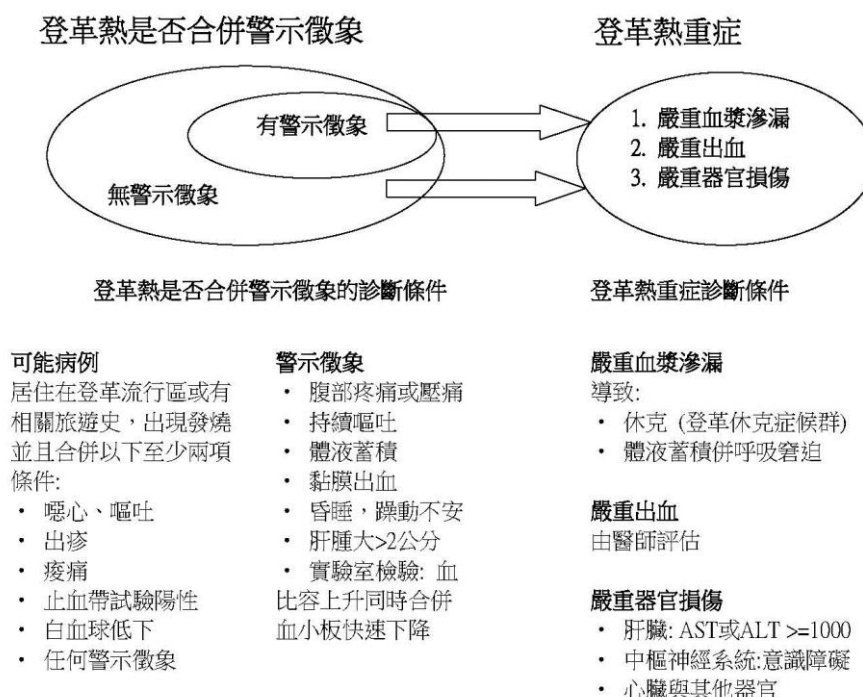 登革熱是否合併警示徵象
登革熱重症
有警示徵象
無警示徵象
1. 嚴重血漿滲漏
2. 嚴重出血
3. 嚴重器官損傷
登革熱是否合併警示徵象的診斷條件
登革熱重症診斷條件
可能病例
居住在登革流行區或有
相關旅遊史，出現發燒
並且合併以下至少兩項
條件:
• 噁心、嘔吐
• 出疹
• 痠痛
• 止血帶試驗陽性
• 白血球低下
• 任何警示徵象
警示徵象
• 腹部疼痛或壓痛
• 持續嘔吐
• 體液蓄積
• 黏膜出血
• 昏睡，躁動不安
• 肝腫大>2公分
• 實驗室檢驗: 血
比容上升同時合併
血小板快速下降
嚴重血漿滲漏
導致:
• 休克 (登革休克症候群)
• 體液蓄積併呼吸窘迫
嚴重出血
由醫師評估
嚴重器官損傷
• 肝臟: AST或ALT >=1000
• 中樞神經系統:意識障礙
• 心臟與其他器官